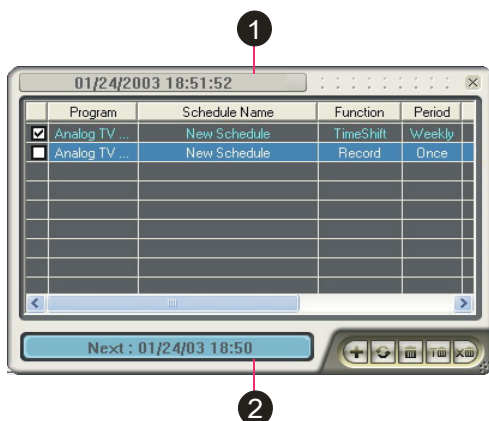 1
01/24/2003 18:51:52
Program Schedule Name Function Period
Analog TV ... New Schedule TimeShift Weekly
Analog TV ... New Schedule Record Once
Next : 01/24/03 18:50
2